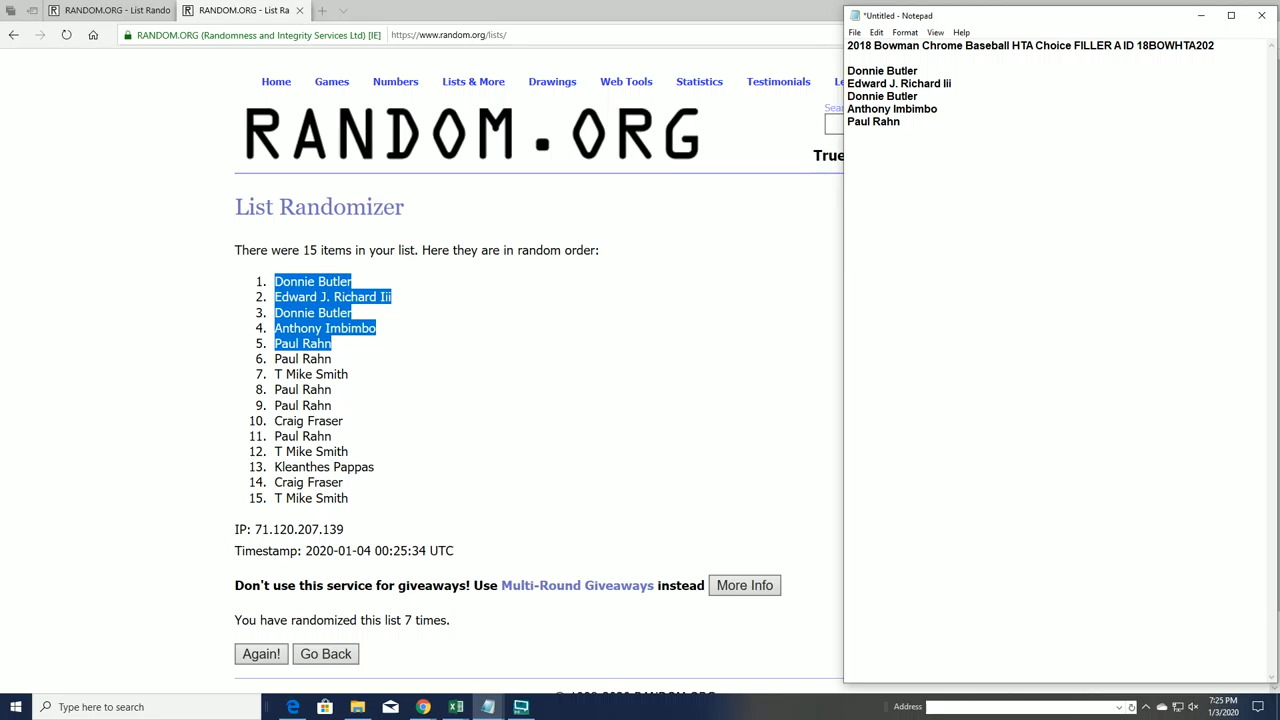 RANDOM.ORG - List Rando
RANDOM.ORG - List Ra
RANDOM.ORG (Randomness and Integrity Services Ltd) [IE]
https://www.random.org/lists/
Home Games Numbers Lists & More Drawings Web Tools Statistics Testimonials
RANDOM.ORG
True
List Randomizer
There were 15 items in your list. Here they are in random order:
1. Donnie Butler
2. Edward J. Richard Iii
3. Donnie Butler
4. Anthony Imbimbo
5. Paul Rahn
6. Paul Rahn
7. T Mike Smith
8. Paul Rahn
9. Paul Rahn
10. Craig Fraser
11. Paul Rahn
12. T Mike Smith
13. Kleanthes Pappas
14. Craig Fraser
15. T Mike Smith
IP: 71.120.207.139
Timestamp: 2020-01-04 00:25:34 UTC
Don't use this service for giveaways! Use Multi-Round Giveaways instead More Info
You have randomized this list 7 times.
Again! Go Back
*Untitled - Notepad
File Edit Format View Help
2018 Bowman Chrome Baseball HTA Choice FILLER A ID 18BOWHTA202
Donnie Butler
Edward J. Richard Iii
Donnie Butler
Anthony Imbimbo
Paul Rahn
Type here to search
Address
7:25 PM
1/3/2020